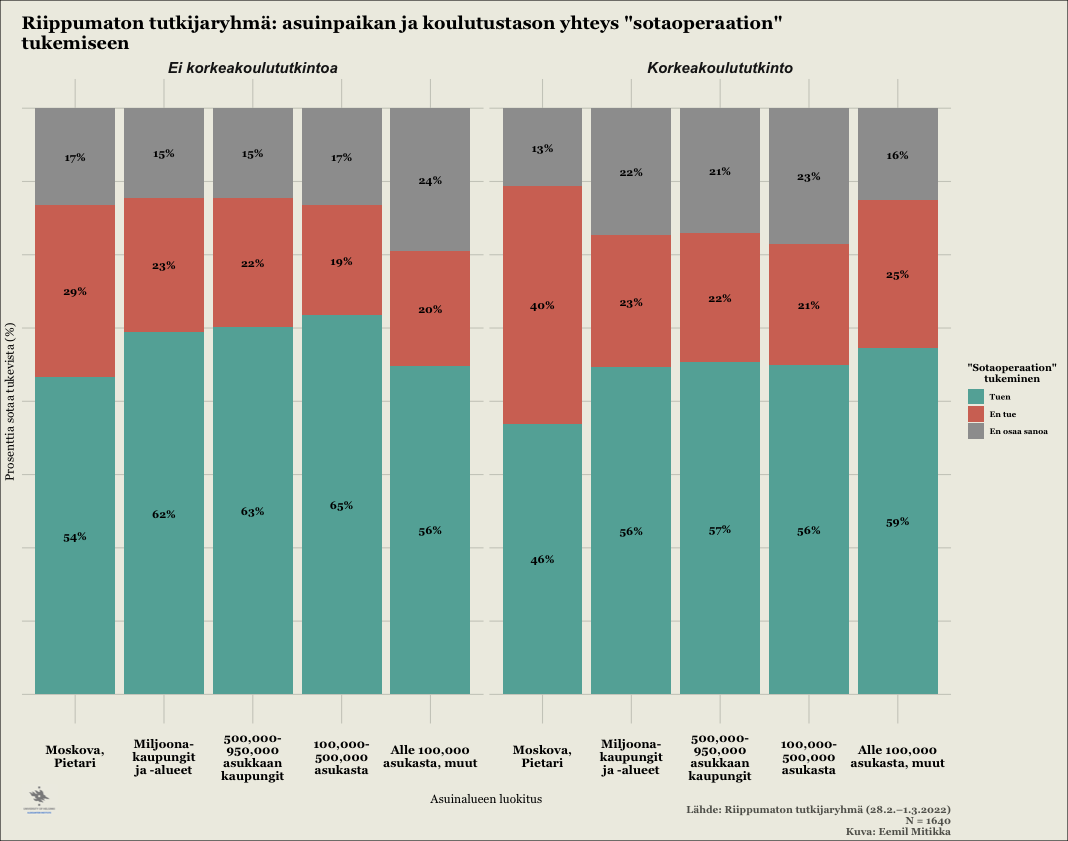 Riippumaton tutkijaryhmä: asuinpaikan ja koulutustason yhteys "sotaoperaation"
tukemiseen
Ei korkeakoulututkintoa
Korkeakoulututkinto
17%
15%
15%
17%
24%
13%
22%
21%
23%
16%
29%
23%
22%
19%
20%
40%
23%
22%
21%
25%
54%
62%
63%
65%
56%
46%
56%
57%
56%
59%
Prosenttia sotaa tukevista (%)
"Sotaoperaation"
tukeminen
Tuen
En tue
En osaa sanoa
Moskova,
Pietari
Miljoona-
kaupungit
ja -alueet
500,000-
950,000
asukkaan
kaupungit
100,000-
500,000
asukasta
Alle 100,000
asukasta, muut
Moskova,
Pietari
Miljoona-
kaupungit
ja -alueet
500,000-
950,000
asukkaan
kaupungit
100,000-
500,000
asukasta
Alle 100,000
asukasta, muut
Asuinalueen luokitus
Lähde: Riippumaton tutkijaryhmä (28.2.–1.3.2022)
N = 1640
Kuva: Eemil Mitikka